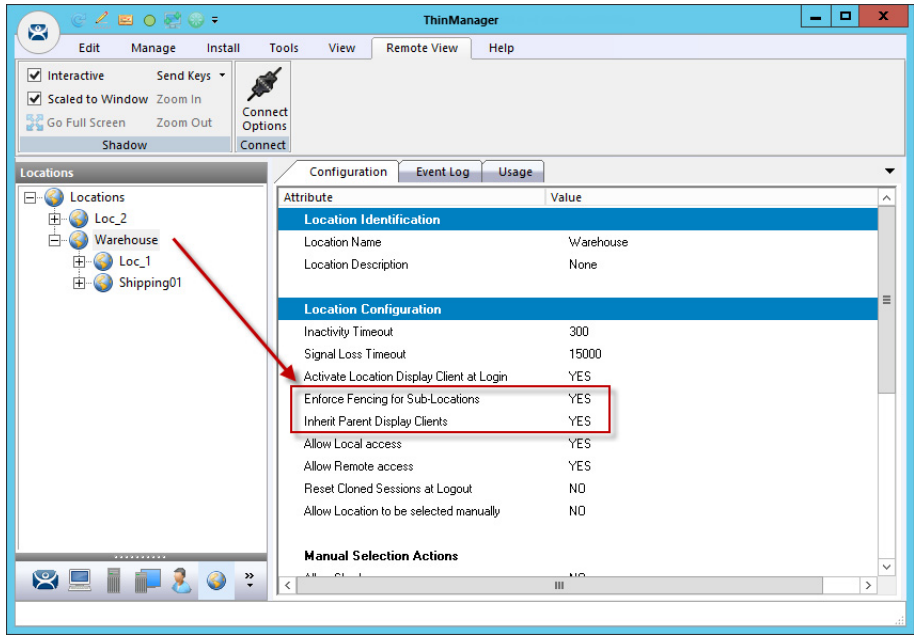 ThinManager
Edit Manage Install Tools View Remote View Help
Interactive Send Keys
Scaled to Window Zoom In
Go Full Screen Zoom Out
Connect Options
Shadow Connect
Locations
Configuration Event Log Usage
Locations
Loc_2
Warehouse
Loc_1
Shipping01
Attribute Value
Location Identification
Location Name Warehouse
Location Description None
Location Configuration
Inactivity Timeout 300
Signal Loss Timeout 15000
Activate Location Display Client at Login YES
Enforce Fencing for Sub-Locations YES
Inherit Parent Display Clients YES
Allow Local access YES
Allow Remote access YES
Reset Cloned Sessions at Logout NO
Allow Location to be selected manually NO
Manual Selection Actions